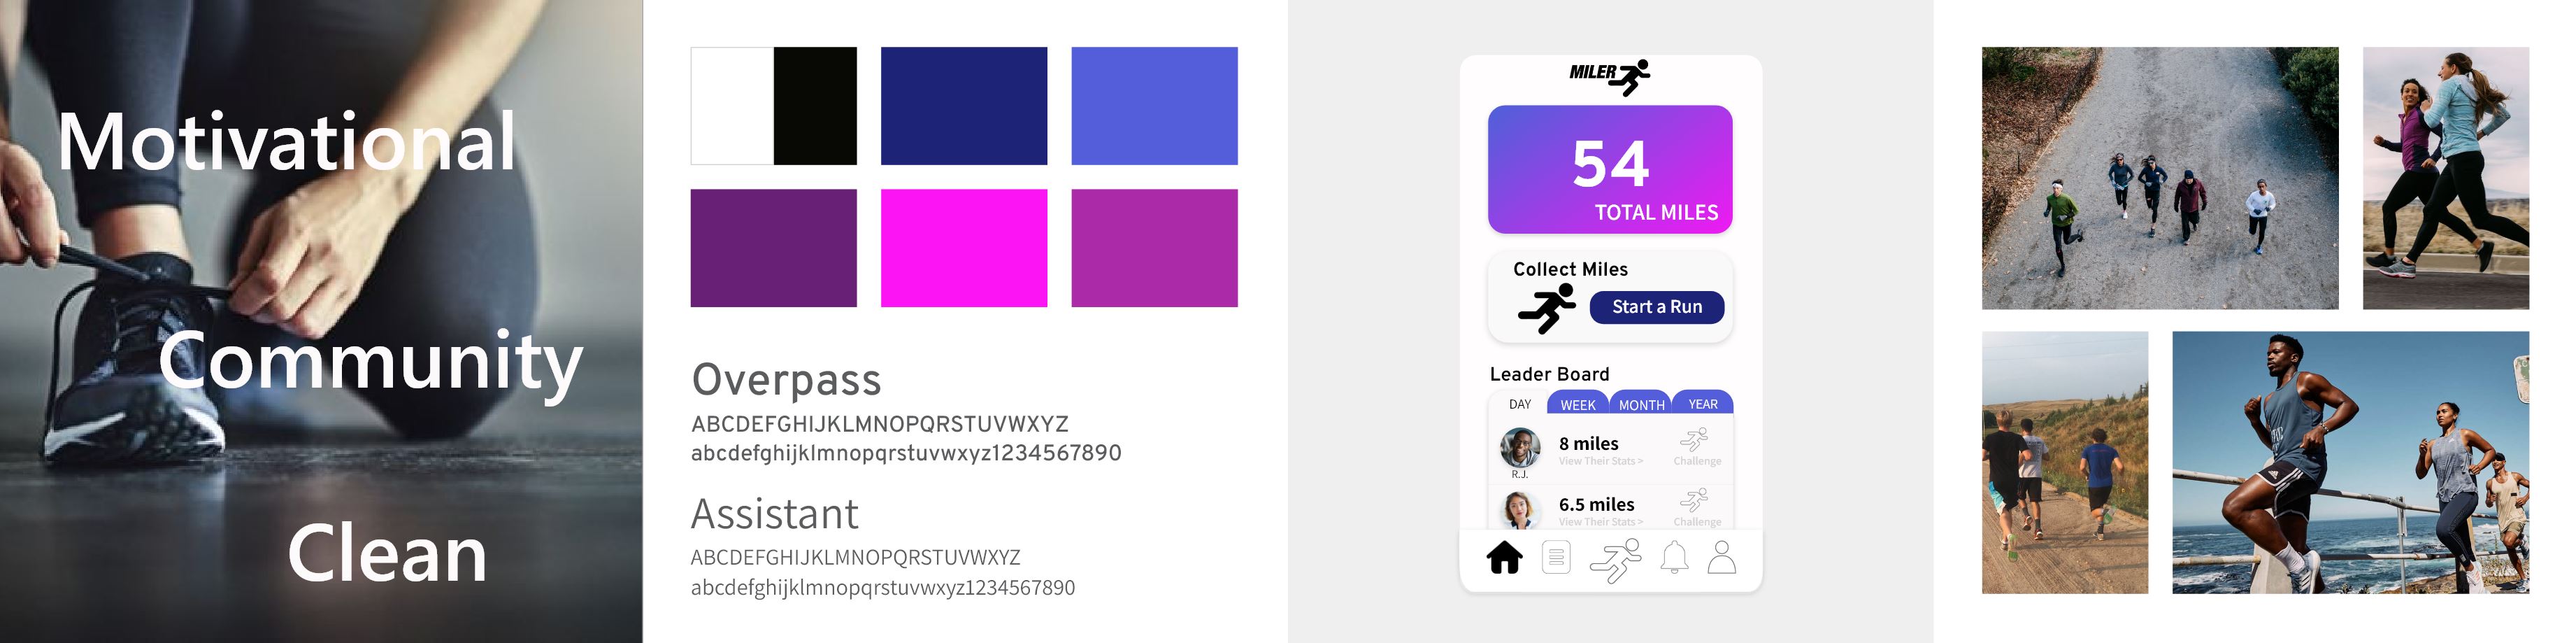 Motivational
Community
Clean
Overpass
ABCDEFGHIJKLMNOPQRSTUVWXYZ
abcdefghijklmnopqrstuvwxyz1234567890
Assistant
ABCDEFGHIJKLMNOPQRSTUVWXYZ
abcdefghijklmnopqrstuvwxyz1234567890
MILER
54
TOTAL MILES
Collect Miles
Start a Run
Leader Board
DAY WEEK MONTH YEAR
8 miles
View Their Stats > Challenge
R.J.
6.5 miles
View Their Stats > Challenge